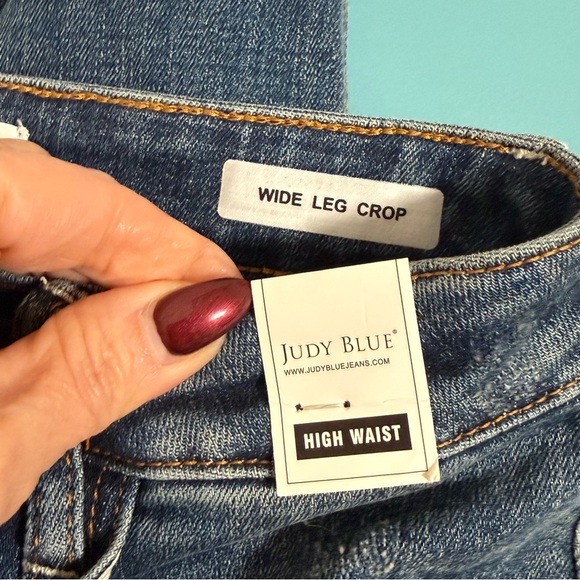 WIDE LEG CROP
JUDY BLUE®
WWW.JUDYBLUEJEANS.COM
HIGH WAIST